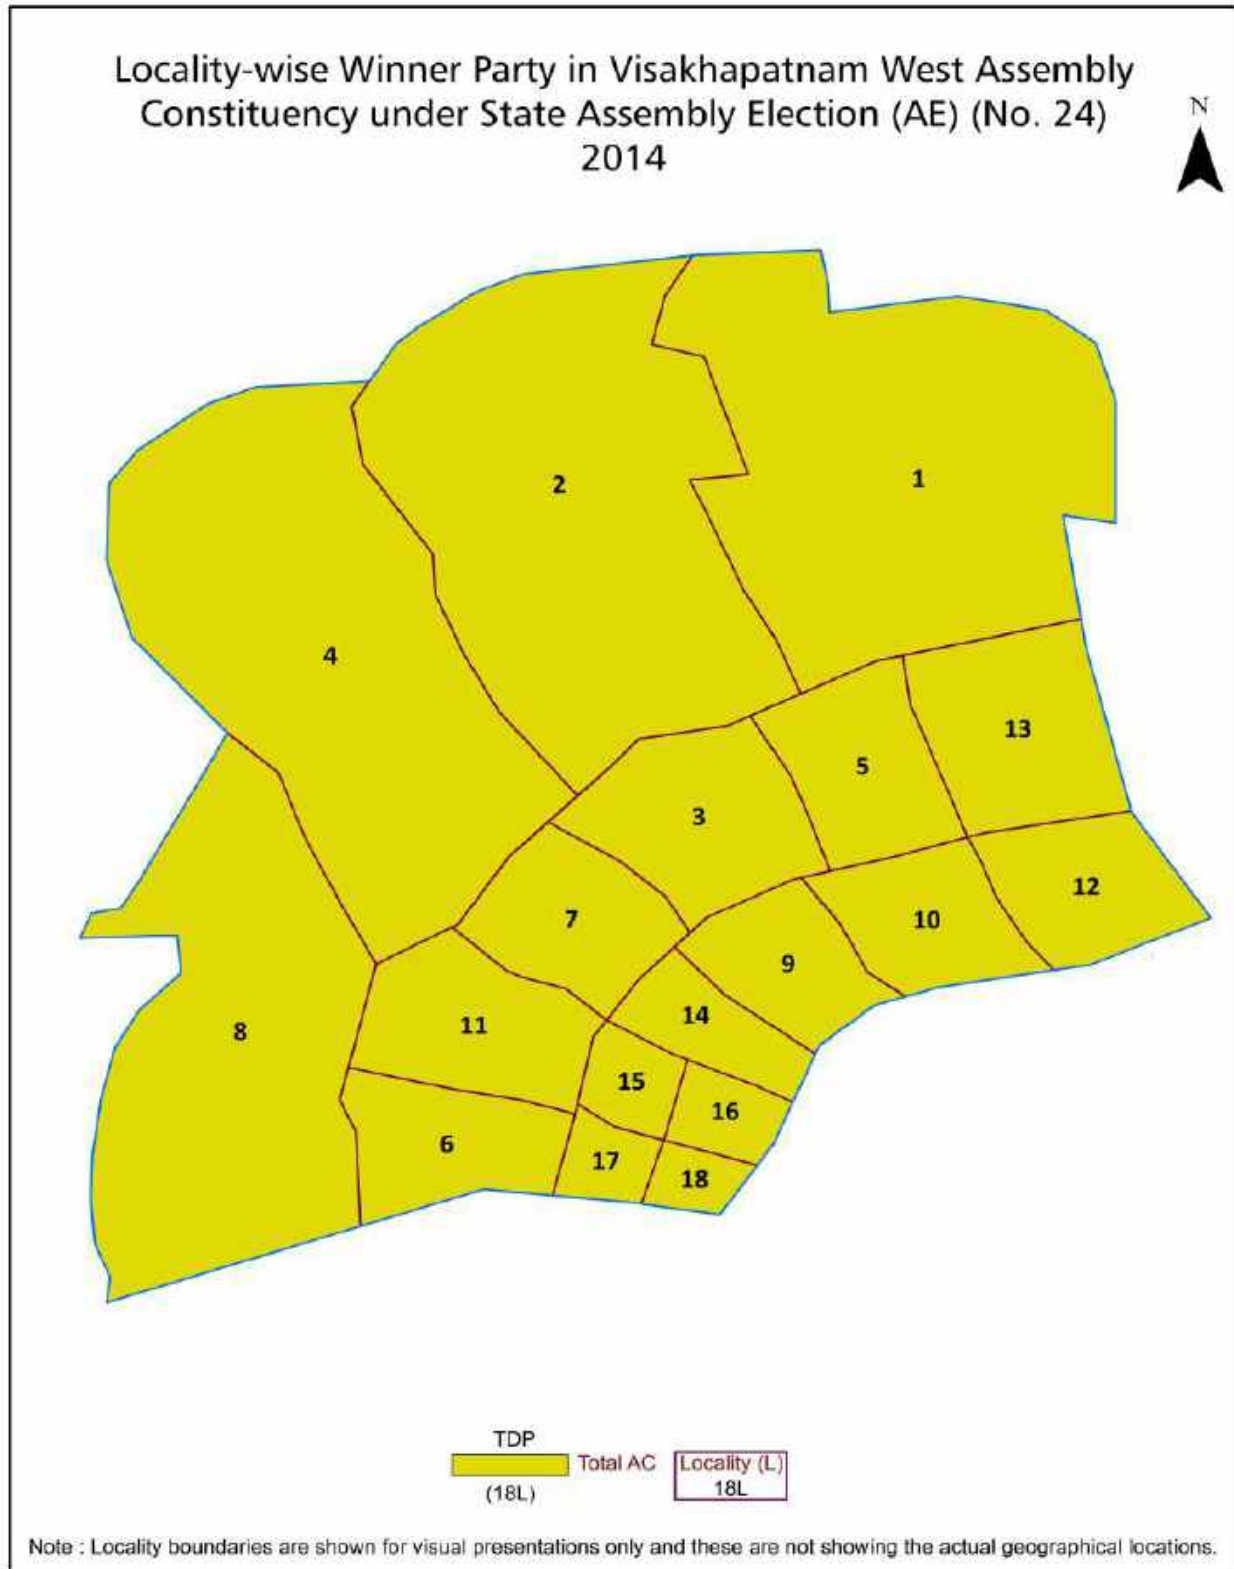 Locality-wise Winner Party in Visakhapatnam West Assembly
Constituency under State Assembly Election (AE) (No. 24)
2014
N
2
1
4
13
5
3
12
7
10
9
14
11
8
15
16
6
17
18
TDP
Total AC
Locality (L)
(18L)
18L
Note : Locality boundaries are shown for visual presentations only and these are not showing the actual geographical locations.